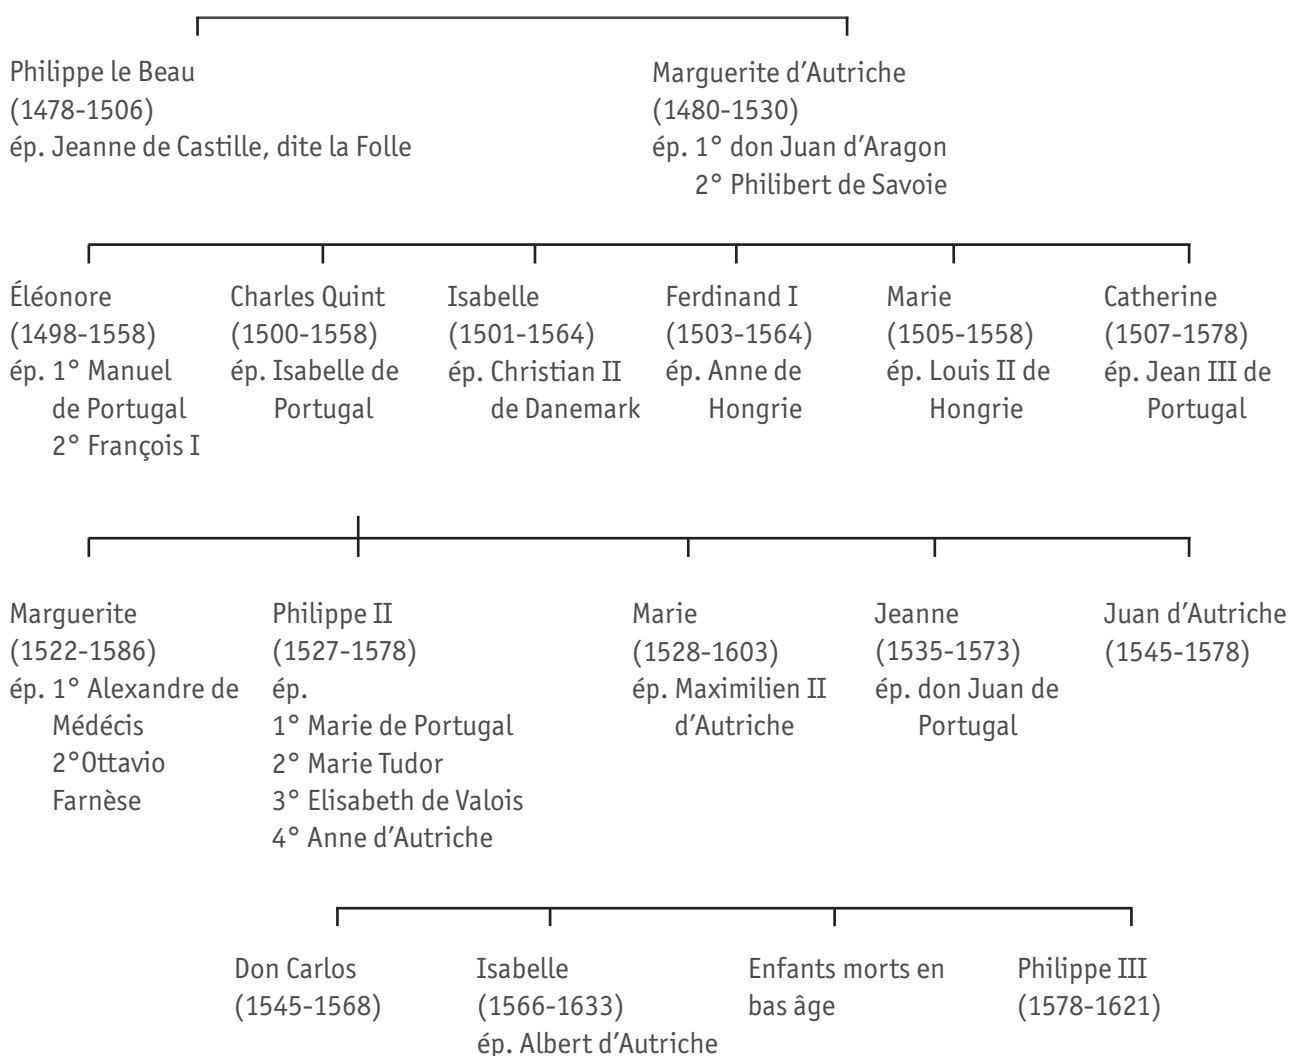 Philippe le Beau
(1478-1506)
ép. Jeanne de Castille, dite la Folle
Marguerite d'Autriche
(1480-1530)
ép. 1° don Juan d'Aragon
2° Philibert de Savoie
Éléonore
(1498-1558)
ép. 1° Manuel
de Portugal
2° François I
Charles Quint
(1500-1558)
ép. Isabelle de
Portugal
Isabelle
(1501-1564)
ép. Christian II
de Danemark
Ferdinand I
(1503-1564)
ép. Anne de
Hongrie
Marie
(1505-1558)
ép. Louis II de
Hongrie
Catherine
(1507-1578)
ép. Jean III de
Portugal
Marguerite
(1522-1586)
ép. 1° Alexandre de
Médécis
2°Ottavio
Farnèse
Philippe II
(1527-1578)
ép.
1° Marie de Portugal
2° Marie Tudor
3° Elisabeth de Valois
4° Anne d'Autriche
Marie
(1528-1603)
ép. Maximilien II
d'Autriche
Jeanne
(1535-1573)
ép. don Juan de
Portugal
Juan d'Autriche
(1545-1578)
Don Carlos
(1545-1568)
Isabelle
(1566-1633)
ép. Albert d'Autriche
Enfants morts en
bas âge
Philippe III
(1578-1621)